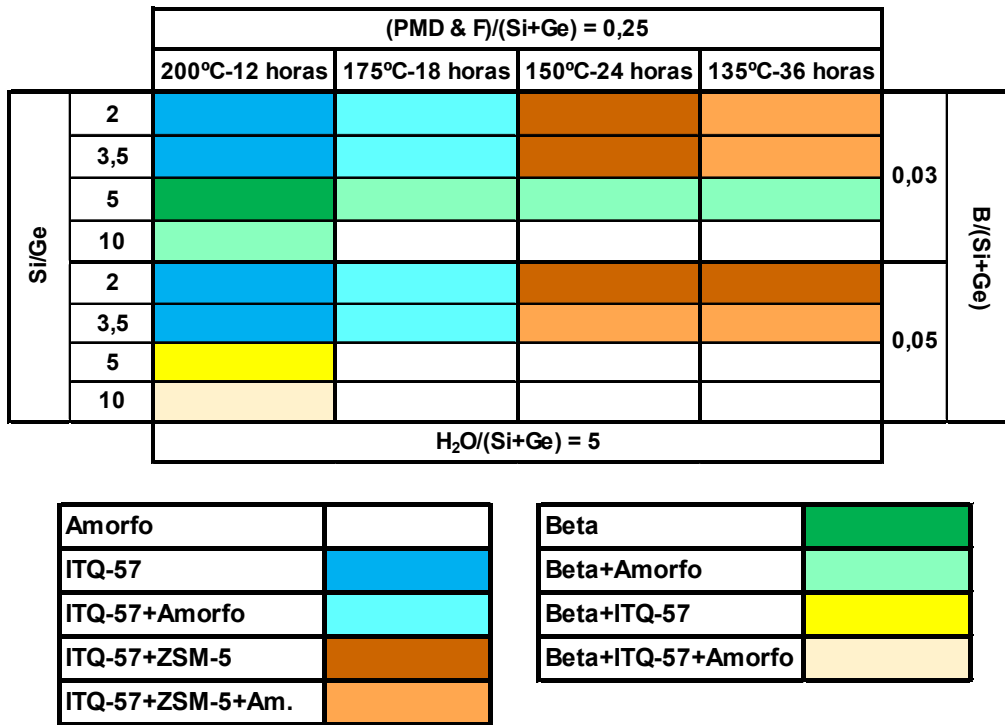 (PMD & F)/(Si+Ge) = 0,25
200ºC-12 horas 175ºC-18 horas 150ºC-24 horas 135ºC-36 horas
Si/Ge
2
3,5
5
10
2
3,5
5
10
0,03
0,05
B/(Si+Ge)
H₂O/(Si+Ge) = 5
Amorfo
ITQ-57
ITQ-57+Amorfo
ITQ-57+ZSM-5
ITQ-57+ZSM-5+Am.
Beta
Beta+Amorfo
Beta+ITQ-57
Beta+ITQ-57+Amorfo